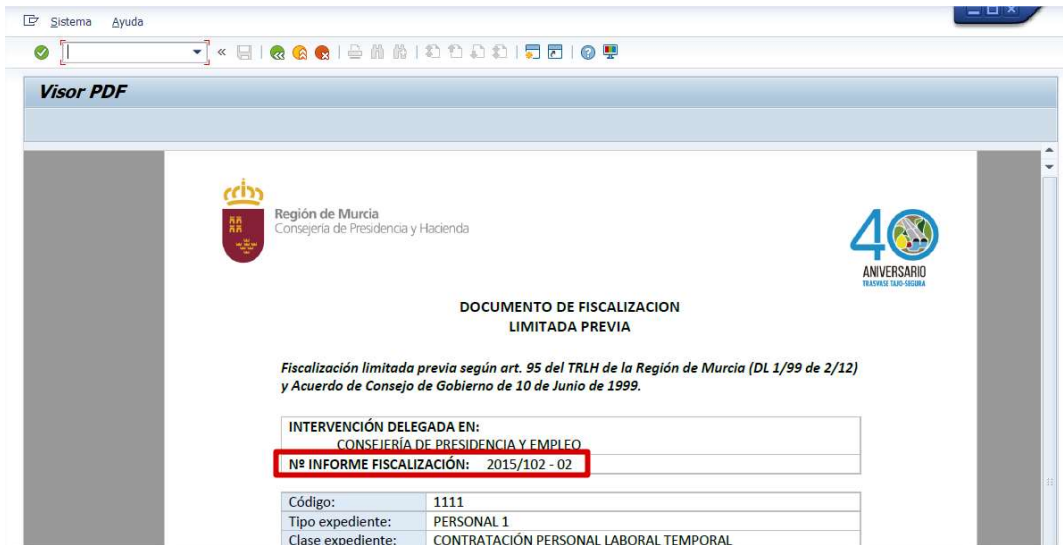 Sistema Ayuda
Visor PDF
Región de Murcia
Consejería de Presidencia y Hacienda
40
ANIVERSARIO
TRASVASE TAJO-SEGURA
DOCUMENTO DE FISCALIZACION
LIMITADA PREVIA
Fiscalización limitada previa según art. 95 del TRLH de la Región de Murcia (DL 1/99 de 2/12)
y Acuerdo de Consejo de Gobierno de 10 de Junio de 1999.
INTERVENCIÓN DELEGADA EN:
CONSEJERÍA DE PRESIDENCIA Y EMPLEO
Nº INFORME FISCALIZACIÓN: 2015/102 - 02
Código: 1111
Tipo expediente: PERSONAL 1
Clase expediente: CONTRATACIÓN PERSONAL LABORAL TEMPORAL